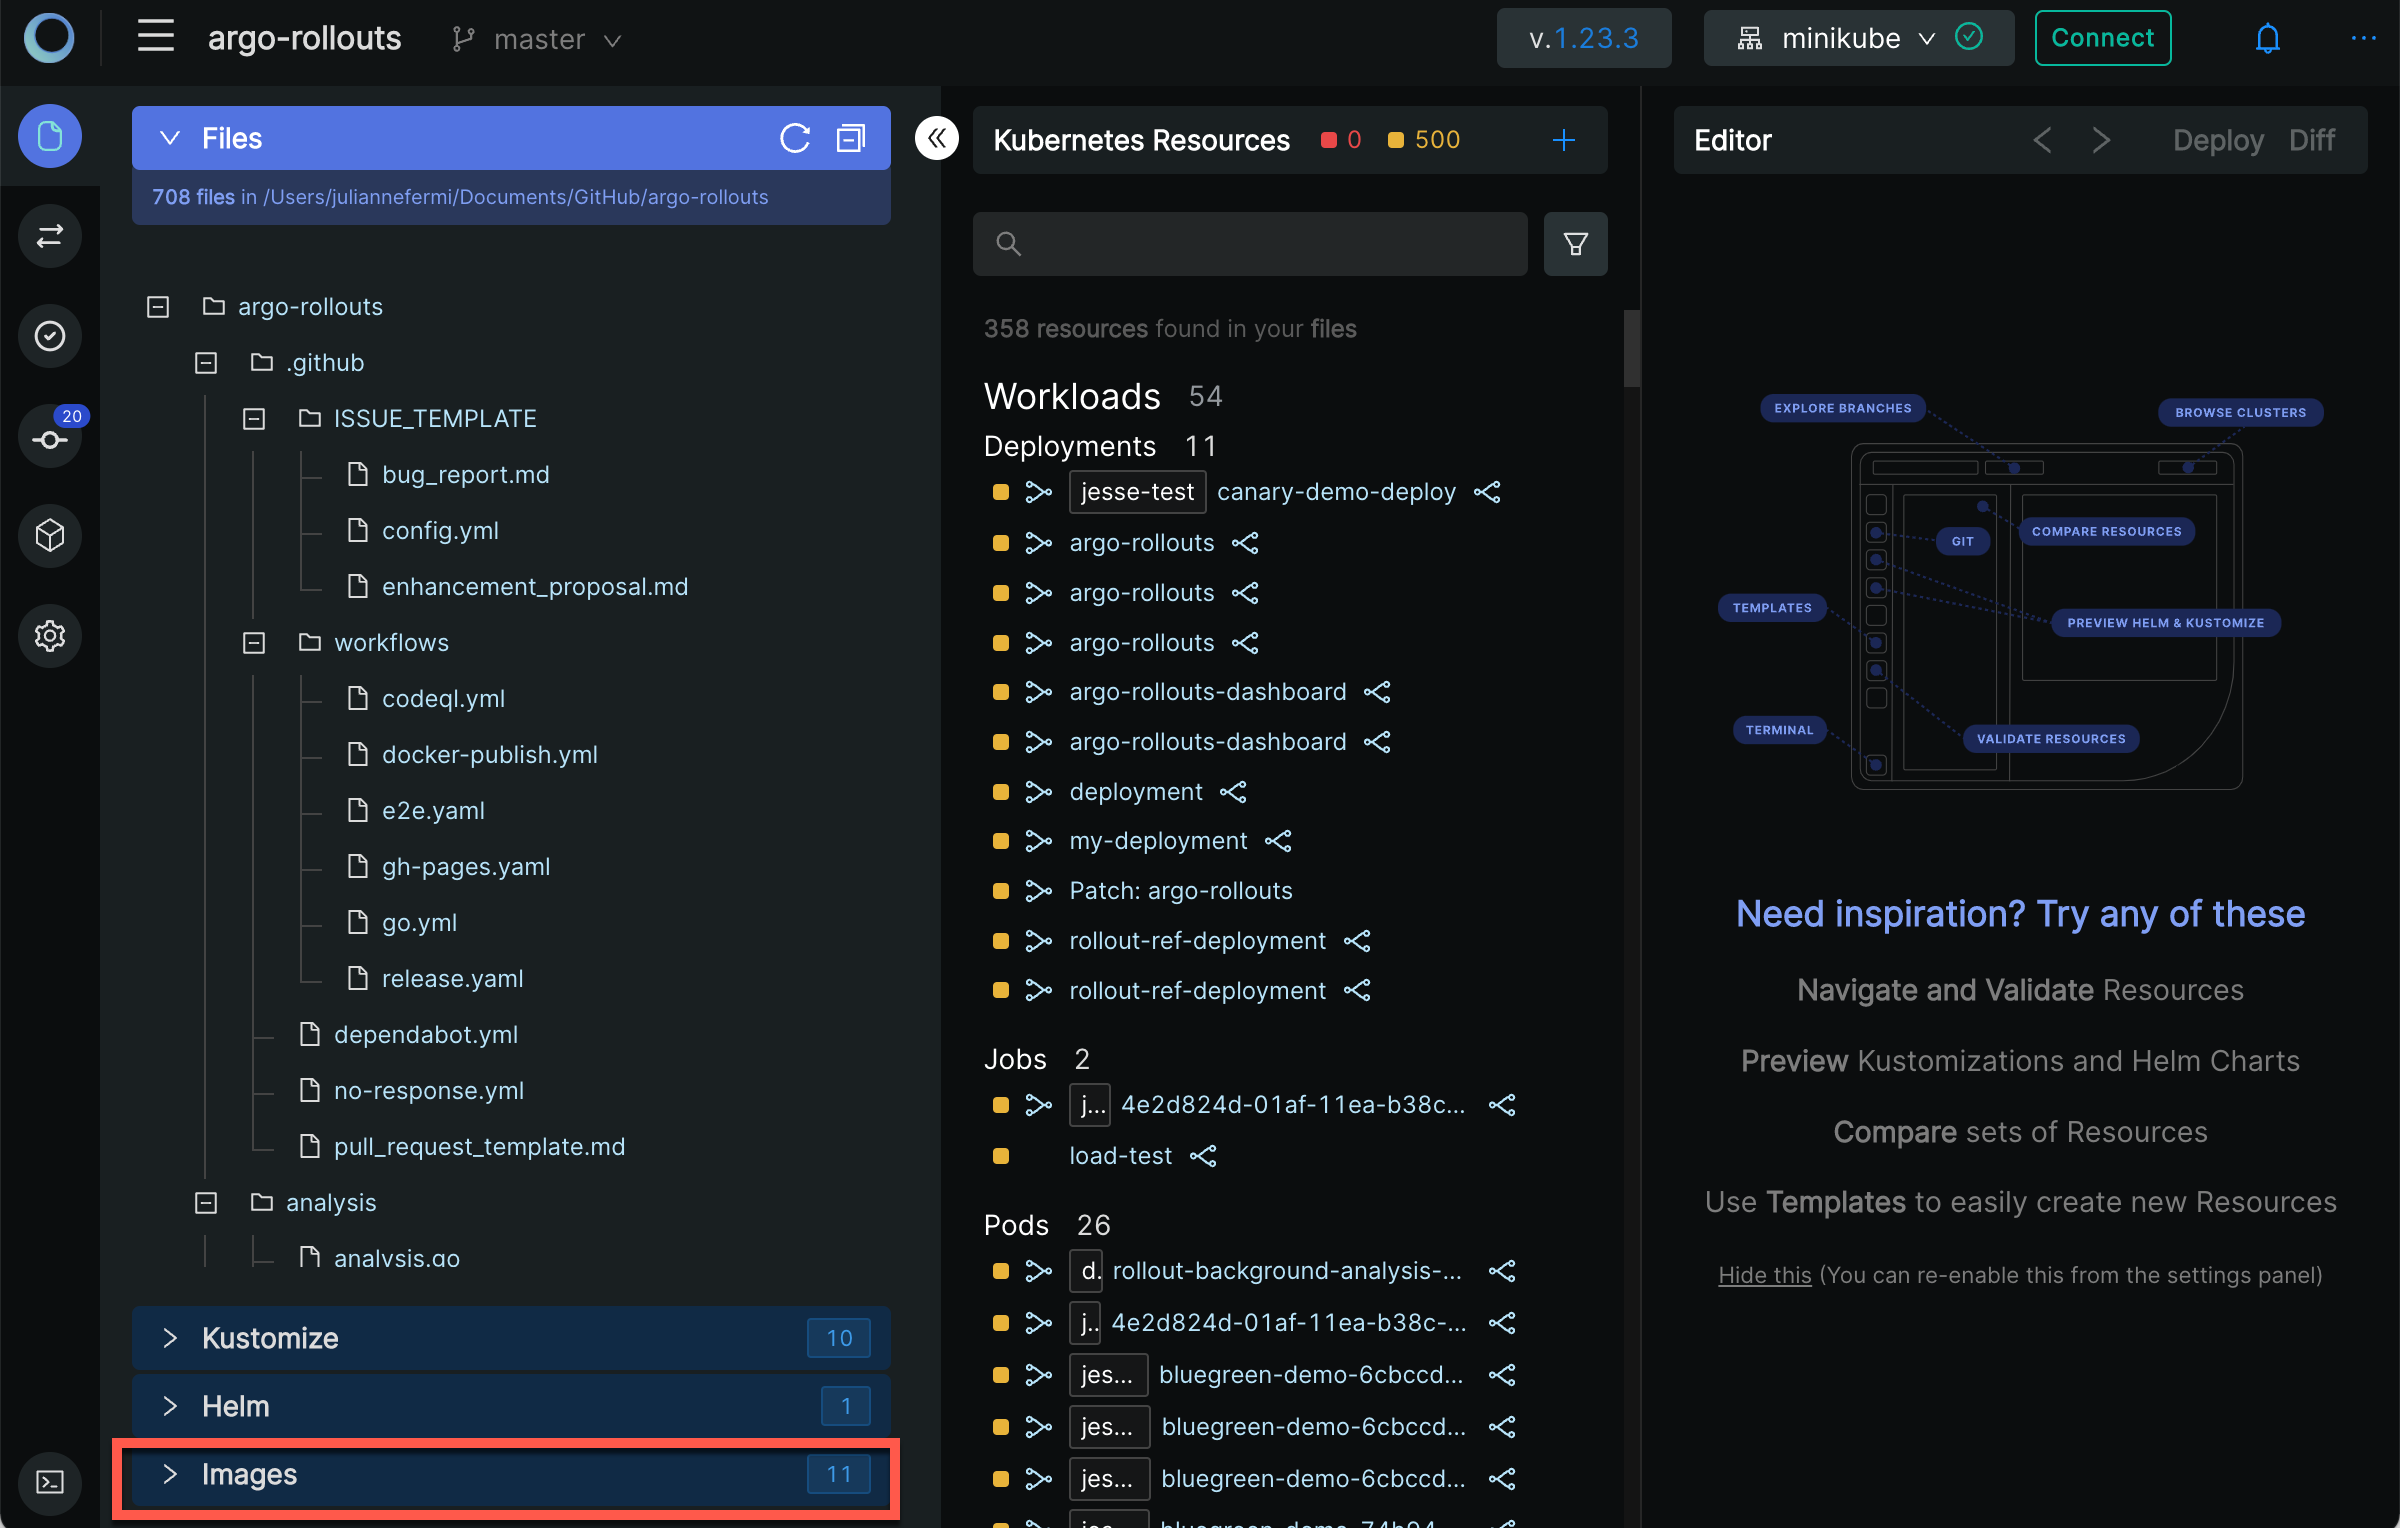 argo-rollouts
master
v.1.23.3
minikube
Connect
Files
708 files in /Users/juliannefermi/Documents/GitHub/argo-rollouts
20
argo-rollouts
.github
ISSUE_TEMPLATE
bug_report.md
config.yml
enhancement_proposal.md
workflows
codeql.yml
docker-publish.yml
e2e.yaml
gh-pages.yaml
go.yml
release.yaml
dependabot.yml
no-response.yml
pull_request_template.md
analysis
analysis.go
Kustomize 10
Helm 1
Images 11
Kubernetes Resources 0 500
358 resources found in your files
Workloads 54
Deployments 11
jesse-test canary-demo-deploy
argo-rollouts
argo-rollouts
argo-rollouts
argo-rollouts-dashboard
argo-rollouts-dashboard
deployment
my-deployment
Patch: argo-rollouts
rollout-ref-deployment
rollout-ref-deployment
Jobs 2
j... 4e2d824d-01af-11ea-b38c...
load-test
Pods 26
d. rollout-background-analysis-...
j.. 4e2d824d-01af-11ea-b38c-...
jes... bluegreen-demo-6cbccd...
jes... bluegreen-demo-6cbccd...
jes... bluegreen-demo-6cbccd...
Editor
Deploy Diff
EXPLORE BRANCHES
BROWSE CLUSTERS
COMPARE RESOURCES
GIT
TEMPLATES
PREVIEW HELM & KUSTOMIZE
TERMINAL
VALIDATE RESOURCES
Need inspiration? Try any of these
Navigate and Validate Resources
Preview Kustomizations and Helm Charts
Compare sets of Resources
Use Templates to easily create new Resources
Hide this (You can re-enable this from the settings panel)